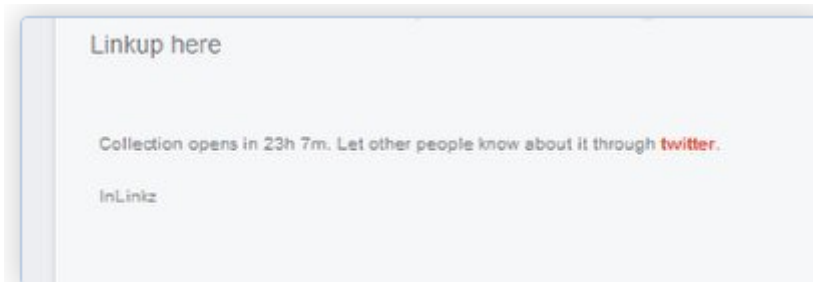 Linkup here
Collection opens in 23h 7m. Let other people know about it through twitter.
InLinkz